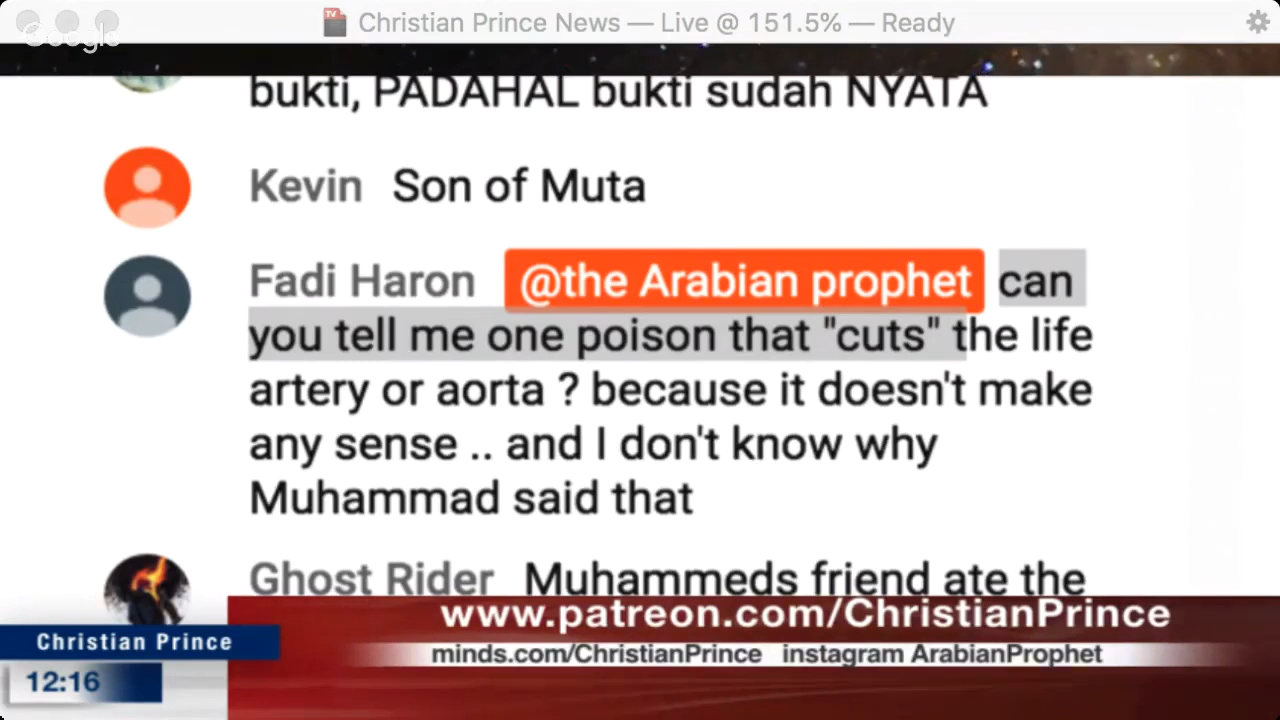 Christian Prince News — Live @ 151.5% — Ready
Google
bukti, PADAHAL bukti sudah NYATA
Kevin Son of Muta
Fadi Haron @the Arabian prophet can
you tell me one poison that "cuts" the life
artery or aorta ? because it doesn't make
any sense .. and I don't know why
Muhammad said that
Ghost Rider Muhammeds friend ate the
www.patreon.com/ChristianPrince
Christian Prince
minds.com/ChristianPrince instagram ArabianProphet
12:16